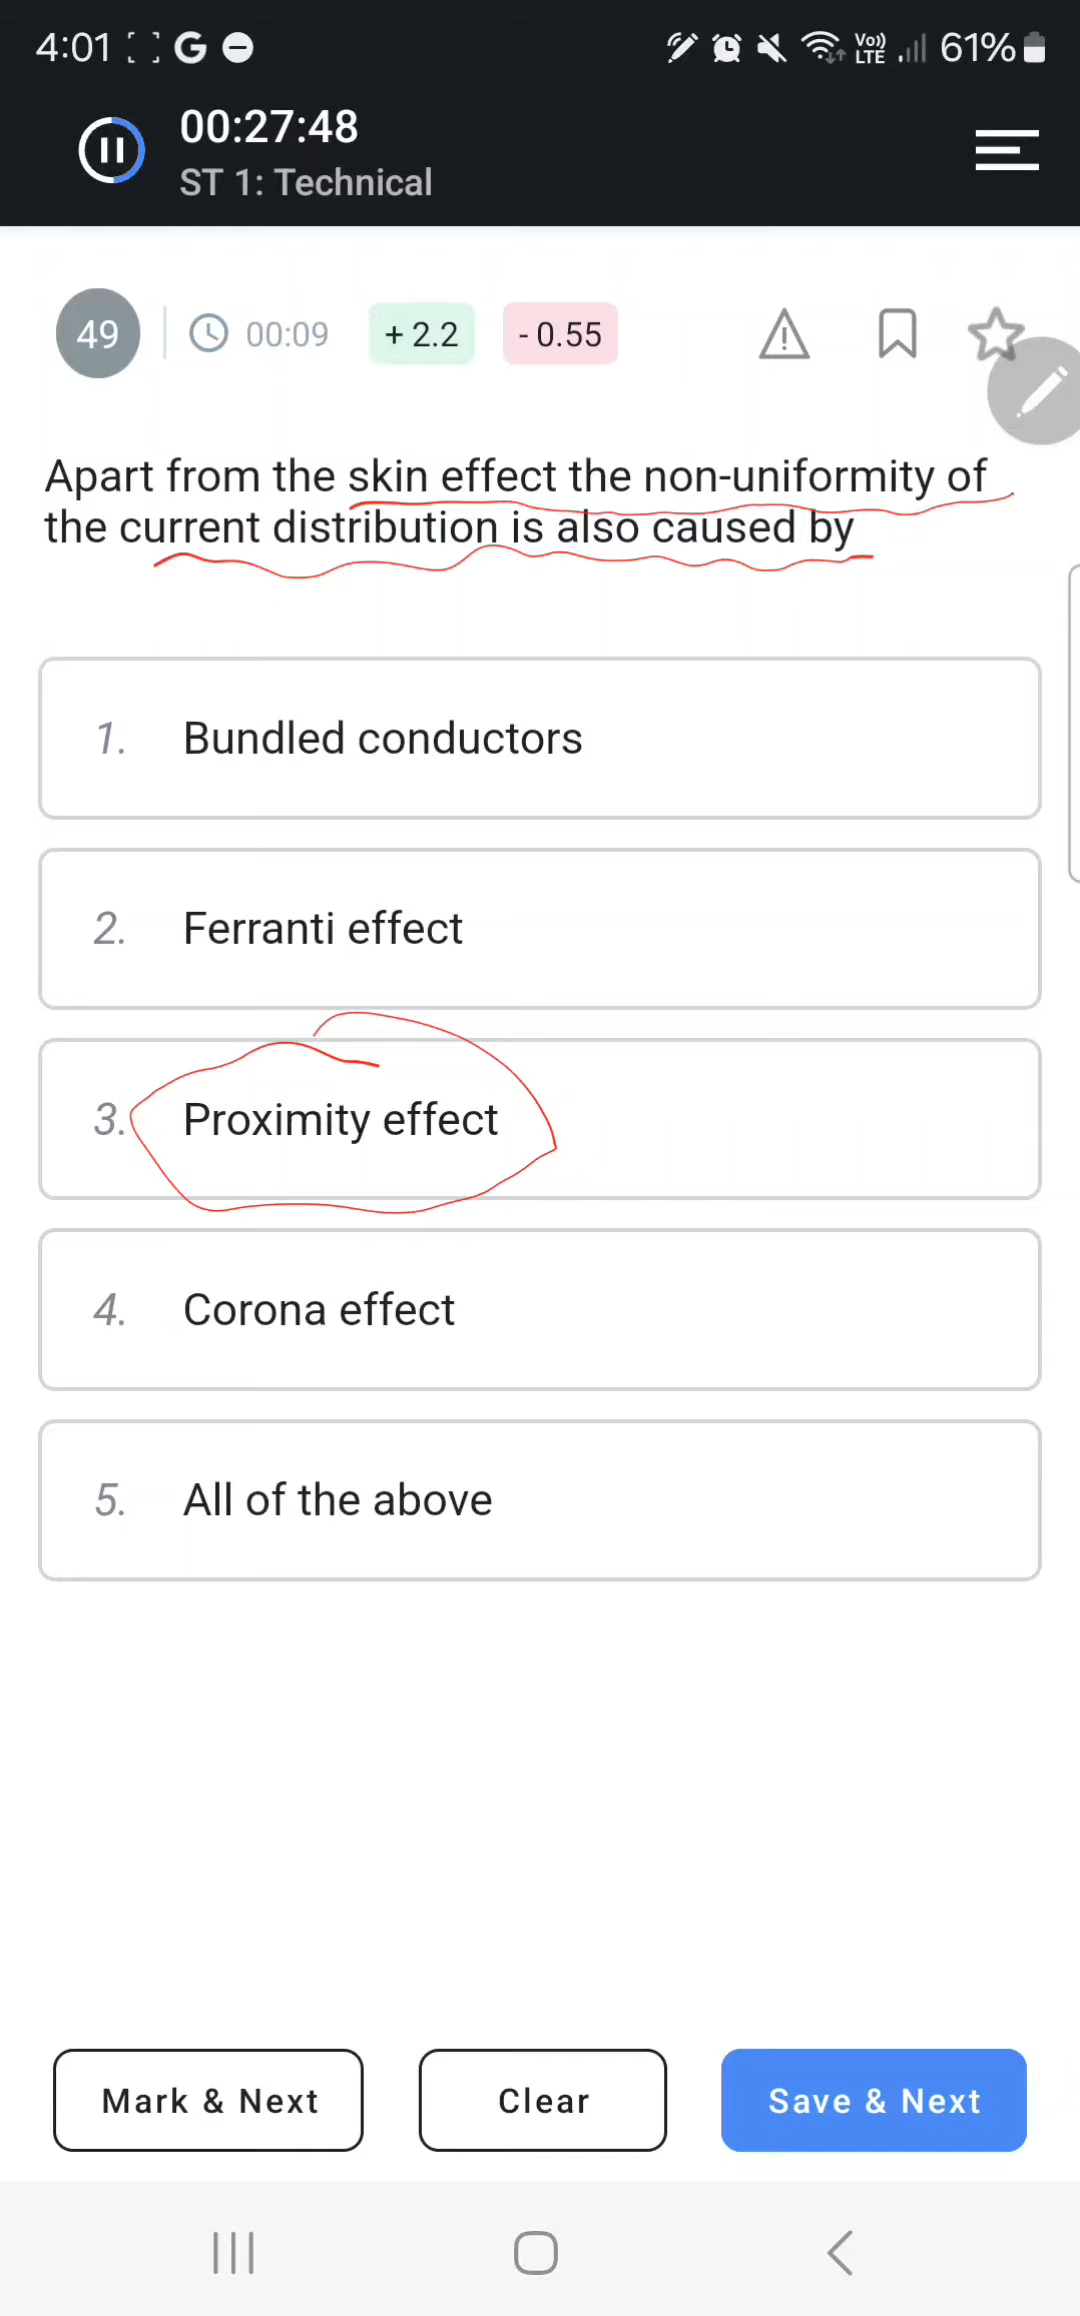 4:01 G Vo)) LTE 61%
00:27:48
ST 1: Technical
49 00:09 + 2.2 - 0.55
Apart from the skin effect the non-uniformity of
the current distribution is also caused by
1. Bundled conductors
2. Ferranti effect
3. Proximity effect
4. Corona effect
5. All of the above
Mark & Next Clear Save & Next